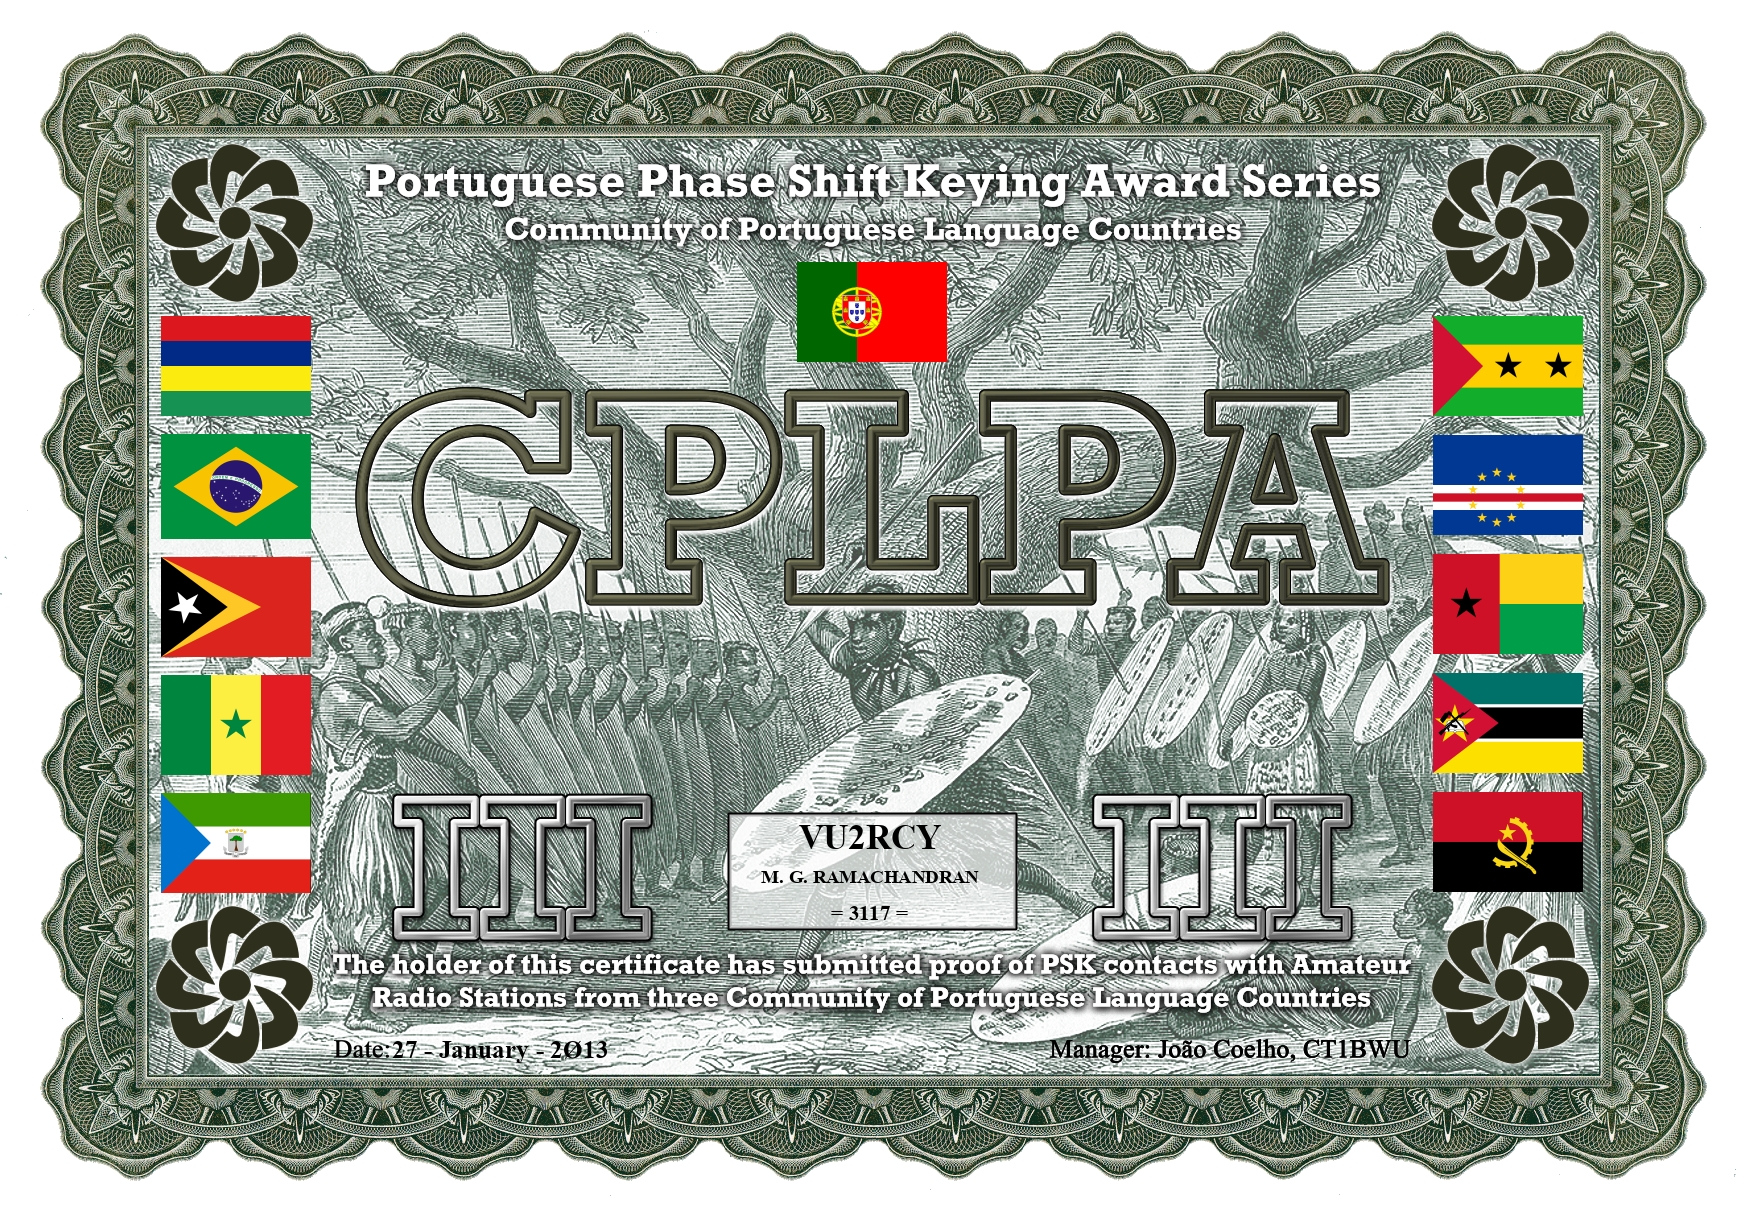 Portuguese Phase Shift Keying Award Series
Community of Portuguese Language Countries
CPLPA
III
III
VU2RCY
M. G. RAMACHANDRAN
= 3117 =
The holder of this certificate has submitted proof of PSK contacts with Amateur
Radio Stations from three Community of Portuguese Language Countries
Date:27 - January - 2Ø13
Manager: João Coelho, CT1BWU